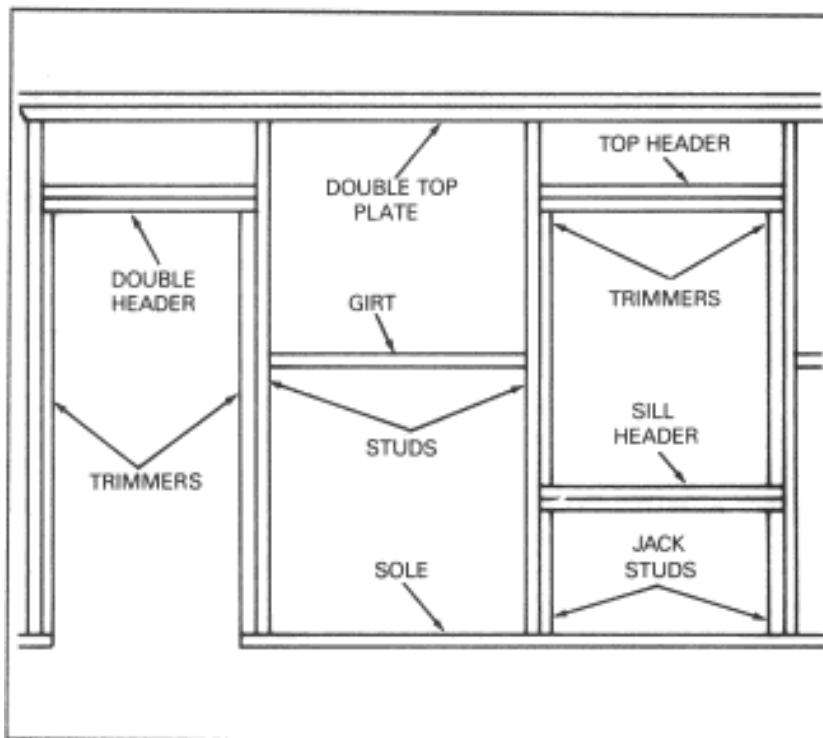 TOP HEADER
DOUBLE TOP
PLATE
DOUBLE
HEADER
GIRT
TRIMMERS
STUDS
SILL
HEADER
TRIMMERS
SOLE
JACK
STUDS